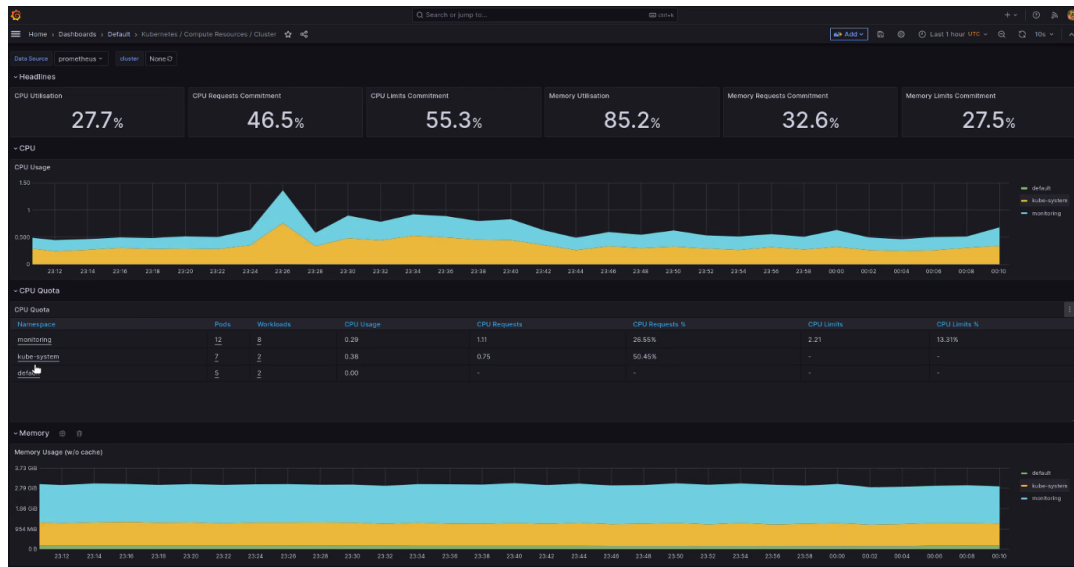 Search or jump to...
ctrl+k
Home › Dashboards › Default › Kubernetes / Compute Resources / Cluster
Add
Last 1 hour UTC
10s
Data Source prometheus cluster None
Headlines
CPU Utilisation
27.7%
CPU Requests Commitment
46.5%
CPU Limits Commitment
55.3%
Memory Utilisation
85.2%
Memory Requests Commitment
32.6%
Memory Limits Commitment
27.5%
CPU
CPU Usage
1.50
1
0.500
0
23:12 23:14 23:16 23:18 23:20 23:22 23:24 23:26 23:28 23:30 23:32 23:34 23:36 23:38 23:40 23:42 23:44 23:46 23:48 23:50 23:52 23:54 23:56 23:58 00:00 00:02 00:04 00:06 00:08 00:10
default
kube-system
monitoring
CPU Quota
CPU Quota
Namespace Pods Workloads CPU Usage CPU Requests CPU Requests % CPU Limits CPU Limits %
monitoring 12 8 0.29 1.11 26.55% 2.21 13.31%
kube-system 7 2 0.38 0.75 50.45% - -
5 2 0.00 - - - -
Memory
Memory Usage (w/o cache)
3.73 GiB
2.79 GiB
954 MiB
0 B
23:12 23:14 23:16 23:18 23:20 23:22 23:24 23:26 23:28 23:30 23:32 23:34 23:36 23:38 23:40 23:42 23:44 23:46 23:48 23:50 23:52 23:54 23:56 23:58 00:00 00:02 00:04 00:06 00:08 00:10
default
kube-system
monitoring